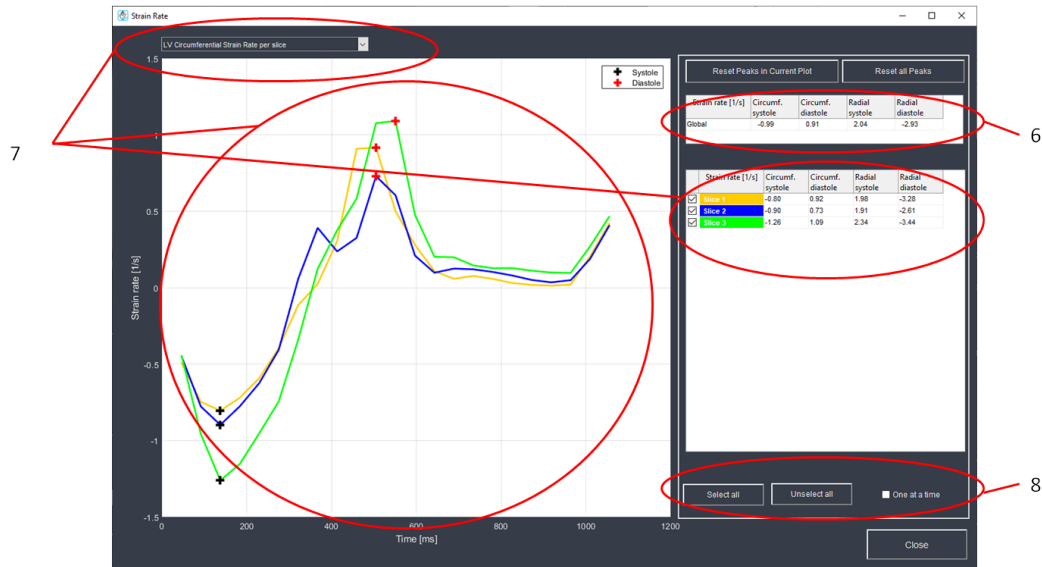 Strain Rate
LV Circumferential Strain Rate per slice
1.5
1
0.5
0
-0.5
-1
-1.5
Strain rate [1/s]
0 200 400 600 800 1000 1200
Time [ms]
Systole
Diastole
Reset Peaks in Current Plot Reset all Peaks
Strain rate [1/s] Circumf. systole Circumf. diastole Radial systole Radial diastole
Global -0.99 0.91 2.04 -2.93
Strain rate [1/s] Circumf. systole Circumf. diastole Radial systole Radial diastole
Slice 1 -0.80 0.92 1.98 -3.28
Slice 2 -0.90 0.73 1.91 -2.61
Slice 3 -1.26 1.09 2.34 -3.44
Select all Unselect all One at a time
Close
6
7
8